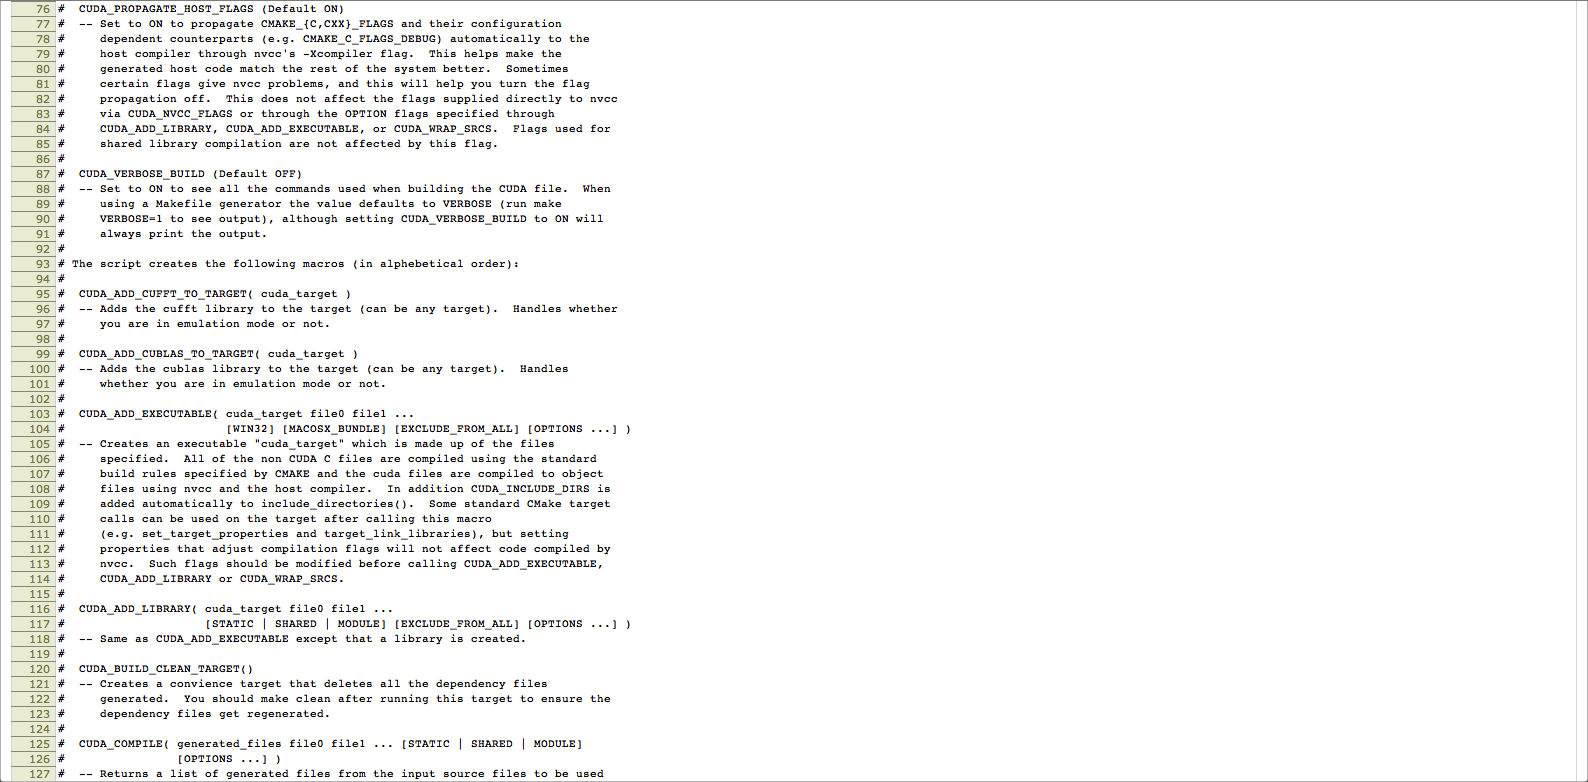 76 #  CUDA_PROPAGATE_HOST_FLAGS (Default ON)
77 #  -- Set to ON to propagate CMAKE_{C,CXX}_FLAGS and their configuration
78 #     dependent counterparts (e.g. CMAKE_C_FLAGS_DEBUG) automatically to the
79 #     host compiler through nvcc's -Xcompiler flag.  This helps make the
80 #     generated host code match the rest of the system better.  Sometimes
81 #     certain flags give nvcc problems, and this will help you turn the flag
82 #     propagation off.  This does not affect the flags supplied directly to nvcc
83 #     via CUDA_NVCC_FLAGS or through the OPTION flags specified through
84 #     CUDA_ADD_LIBRARY, CUDA_ADD_EXECUTABLE, or CUDA_WRAP_SRCS.  Flags used for
85 #     shared library compilation are not affected by this flag.
86 #
87 #  CUDA_VERBOSE_BUILD (Default OFF)
88 #  -- Set to ON to see all the commands used when building the CUDA file.  When
89 #     using a Makefile generator the value defaults to VERBOSE (run make
90 #     VERBOSE=1 to see output), although setting CUDA_VERBOSE_BUILD to ON will
91 #     always print the output.
92 #
93 # The script creates the following macros (in alphebetical order):
94 #
95 #  CUDA_ADD_CUFFT_TO_TARGET( cuda_target )
96 #  -- Adds the cufft library to the target (can be any target).  Handles whether
97 #     you are in emulation mode or not.
98 #
99 #  CUDA_ADD_CUBLAS_TO_TARGET( cuda_target )
100 #  -- Adds the cublas library to the target (can be any target).  Handles
101 #     whether you are in emulation mode or not.
102 #
103 #  CUDA_ADD_EXECUTABLE( cuda_target file0 file1 ...
104 #                       [WIN32] [MACOSX_BUNDLE] [EXCLUDE_FROM_ALL] [OPTIONS ...] )
105 #  -- Creates an executable "cuda_target" which is made up of the files
106 #     specified.  All of the non CUDA C files are compiled using the standard
107 #     build rules specified by CMAKE and the cuda files are compiled to object
108 #     files using nvcc and the host compiler.  In addition CUDA_INCLUDE_DIRS is
109 #     added automatically to include_directories().  Some standard CMake target
110 #     calls can be used on the target after calling this macro
111 #     (e.g. set_target_properties and target_link_libraries), but setting
112 #     properties that adjust compilation flags will not affect code compiled by
113 #     nvcc.  Such flags should be modified before calling CUDA_ADD_EXECUTABLE,
114 #     CUDA_ADD_LIBRARY or CUDA_WRAP_SRCS.
115 #
116 #  CUDA_ADD_LIBRARY( cuda_target file0 file1 ...
117 #                    [STATIC | SHARED | MODULE] [EXCLUDE_FROM_ALL] [OPTIONS ...] )
118 #  -- Same as CUDA_ADD_EXECUTABLE except that a library is created.
119 #
120 #  CUDA_BUILD_CLEAN_TARGET()
121 #  -- Creates a convience target that deletes all the dependency files
122 #     generated.  You should make clean after running this target to ensure the
123 #     dependency files get regenerated.
124 #
125 #  CUDA_COMPILE( generated_files file0 file1 ... [STATIC | SHARED | MODULE]
126 #                [OPTIONS ...] )
127 #  -- Returns a list of generated files from the input source files to be used